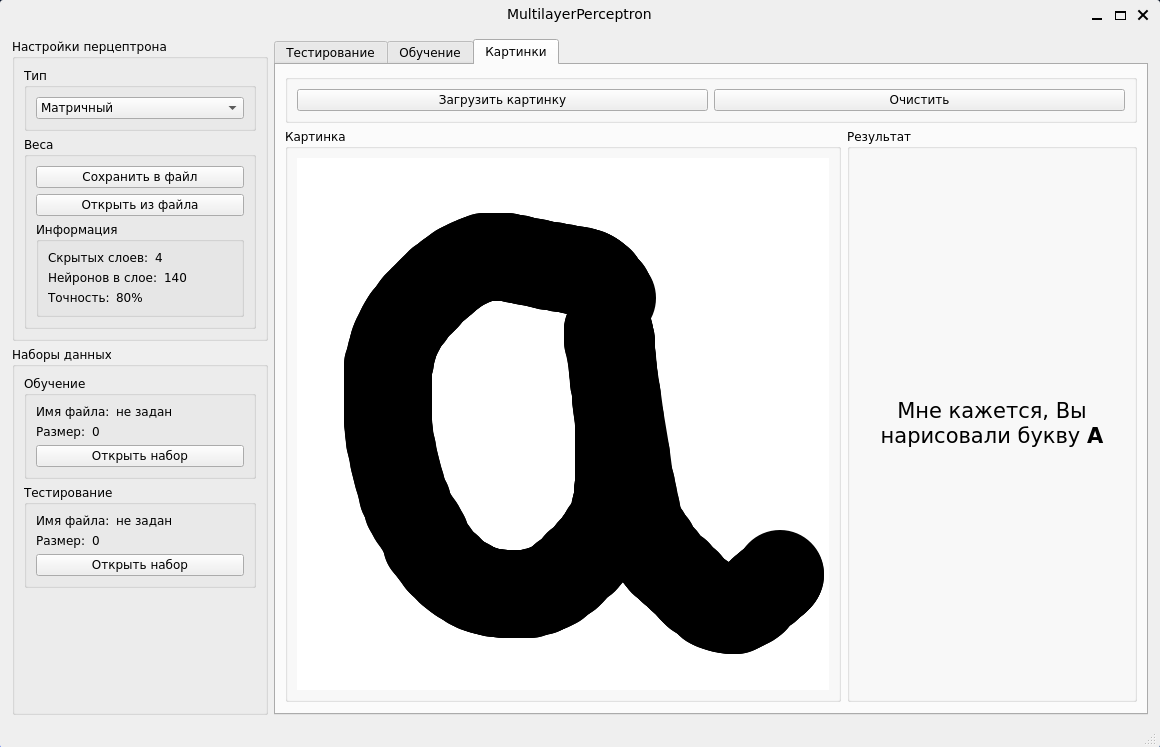 MultilayerPerceptron
Настройки перцептрона
Тип
Матричный
Веса
Сохранить в файл
Открыть из файла
Информация
Скрытых слоев: 4
Нейронов в слое: 140
Точность: 80%
Наборы данных
Обучение
Имя файла: не задан
Размер: 0
Открыть набор
Тестирование
Имя файла: не задан
Размер: 0
Открыть набор
Тестирование Обучение Картинки
Загрузить картинку Очистить
Картинка
a
Результат
Мне кажется, Вы
нарисовали букву A